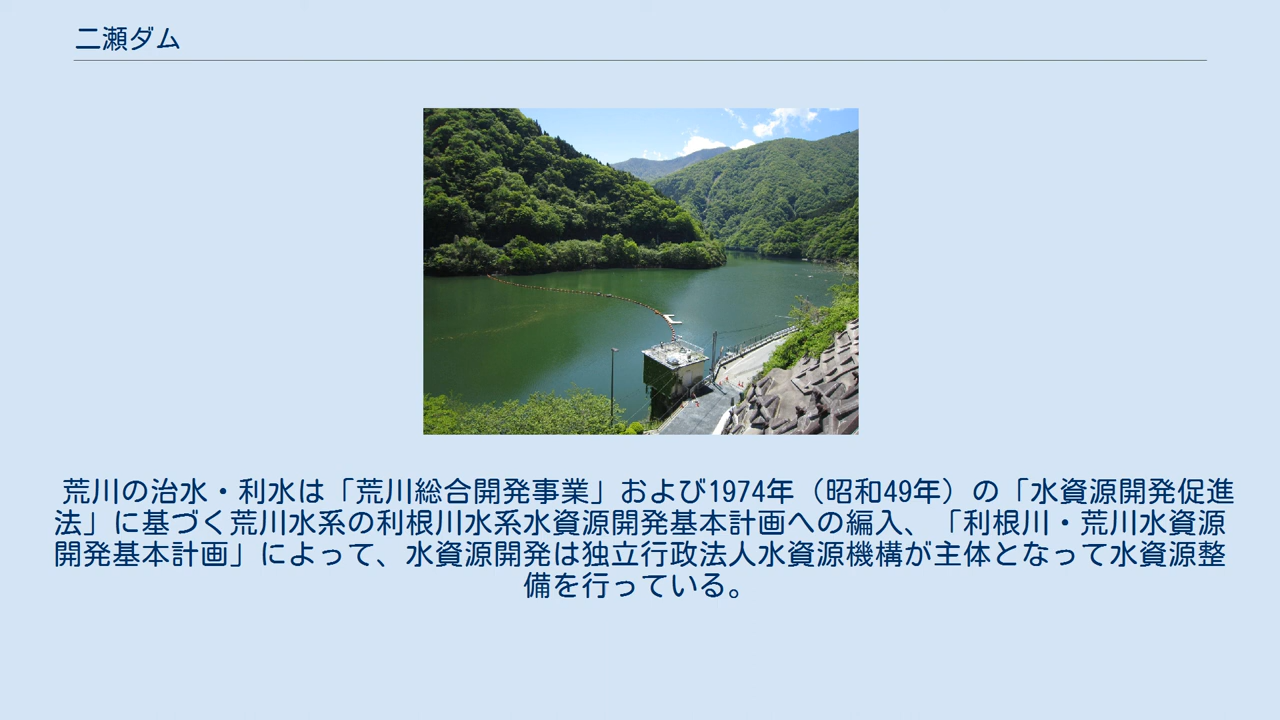 二瀬ダム
荒川の治水・利水は「荒川総合開発事業」および1974年（昭和49年）の「水資源開発促進
法」に基づく荒川水系の利根川水系水資源開発基本計画への編入、「利根川・荒川水資源
開発基本計画」によって、水資源開発は独立行政法人水資源機構が主体となって水資源整
備を行っている。